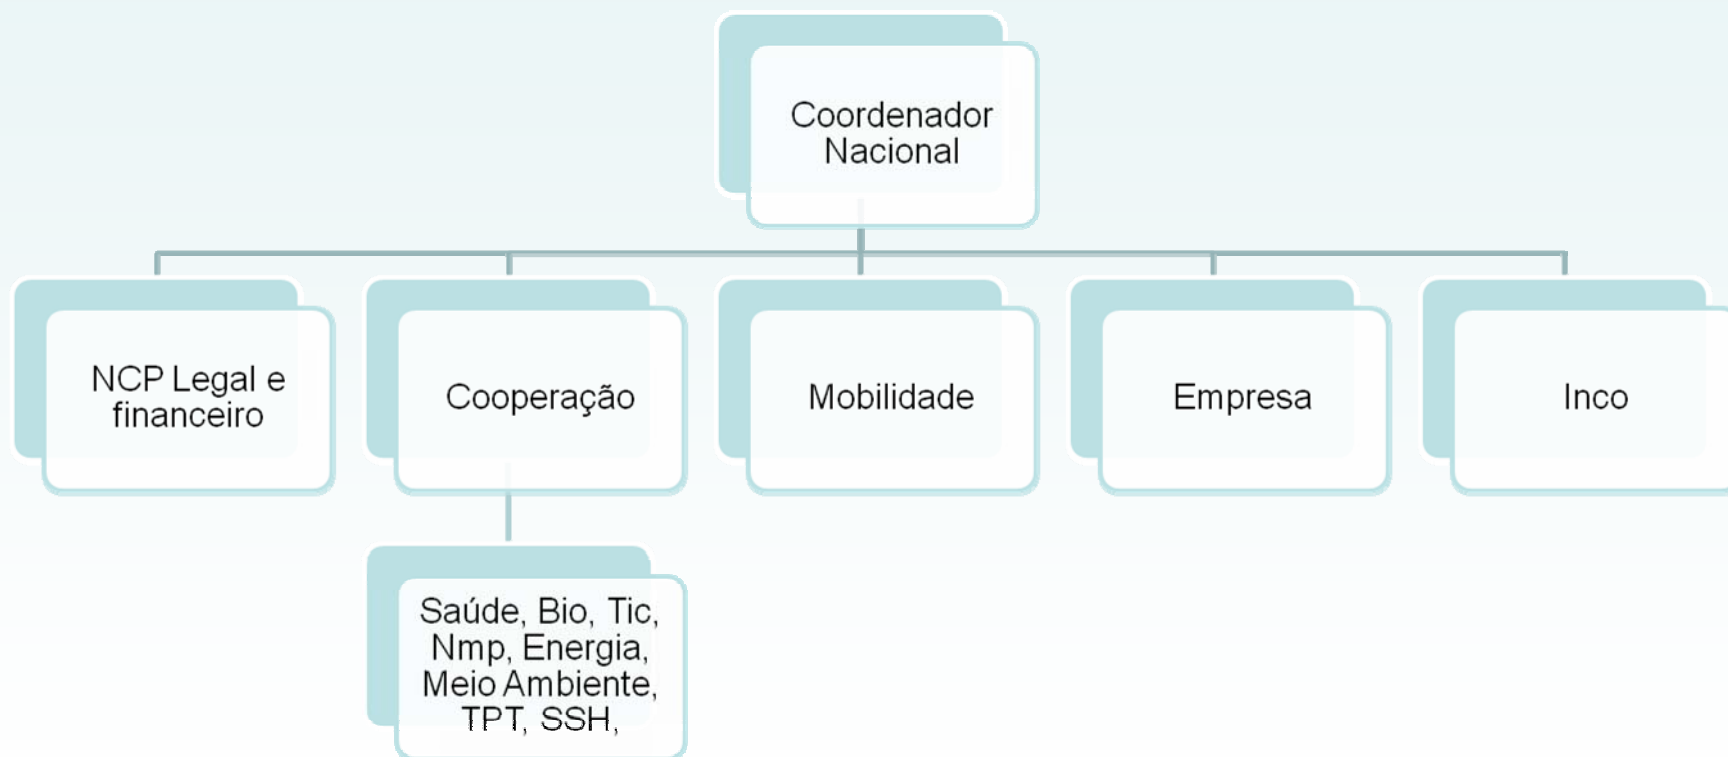 Coordenador
Nacional
NCP Legal e
financeiro
Cooperação
Mobilidade
Empresa
Inco
Saúde, Bio, Tic,
Nmp, Energia,
Meio Ambiente,
TPT, SSH,